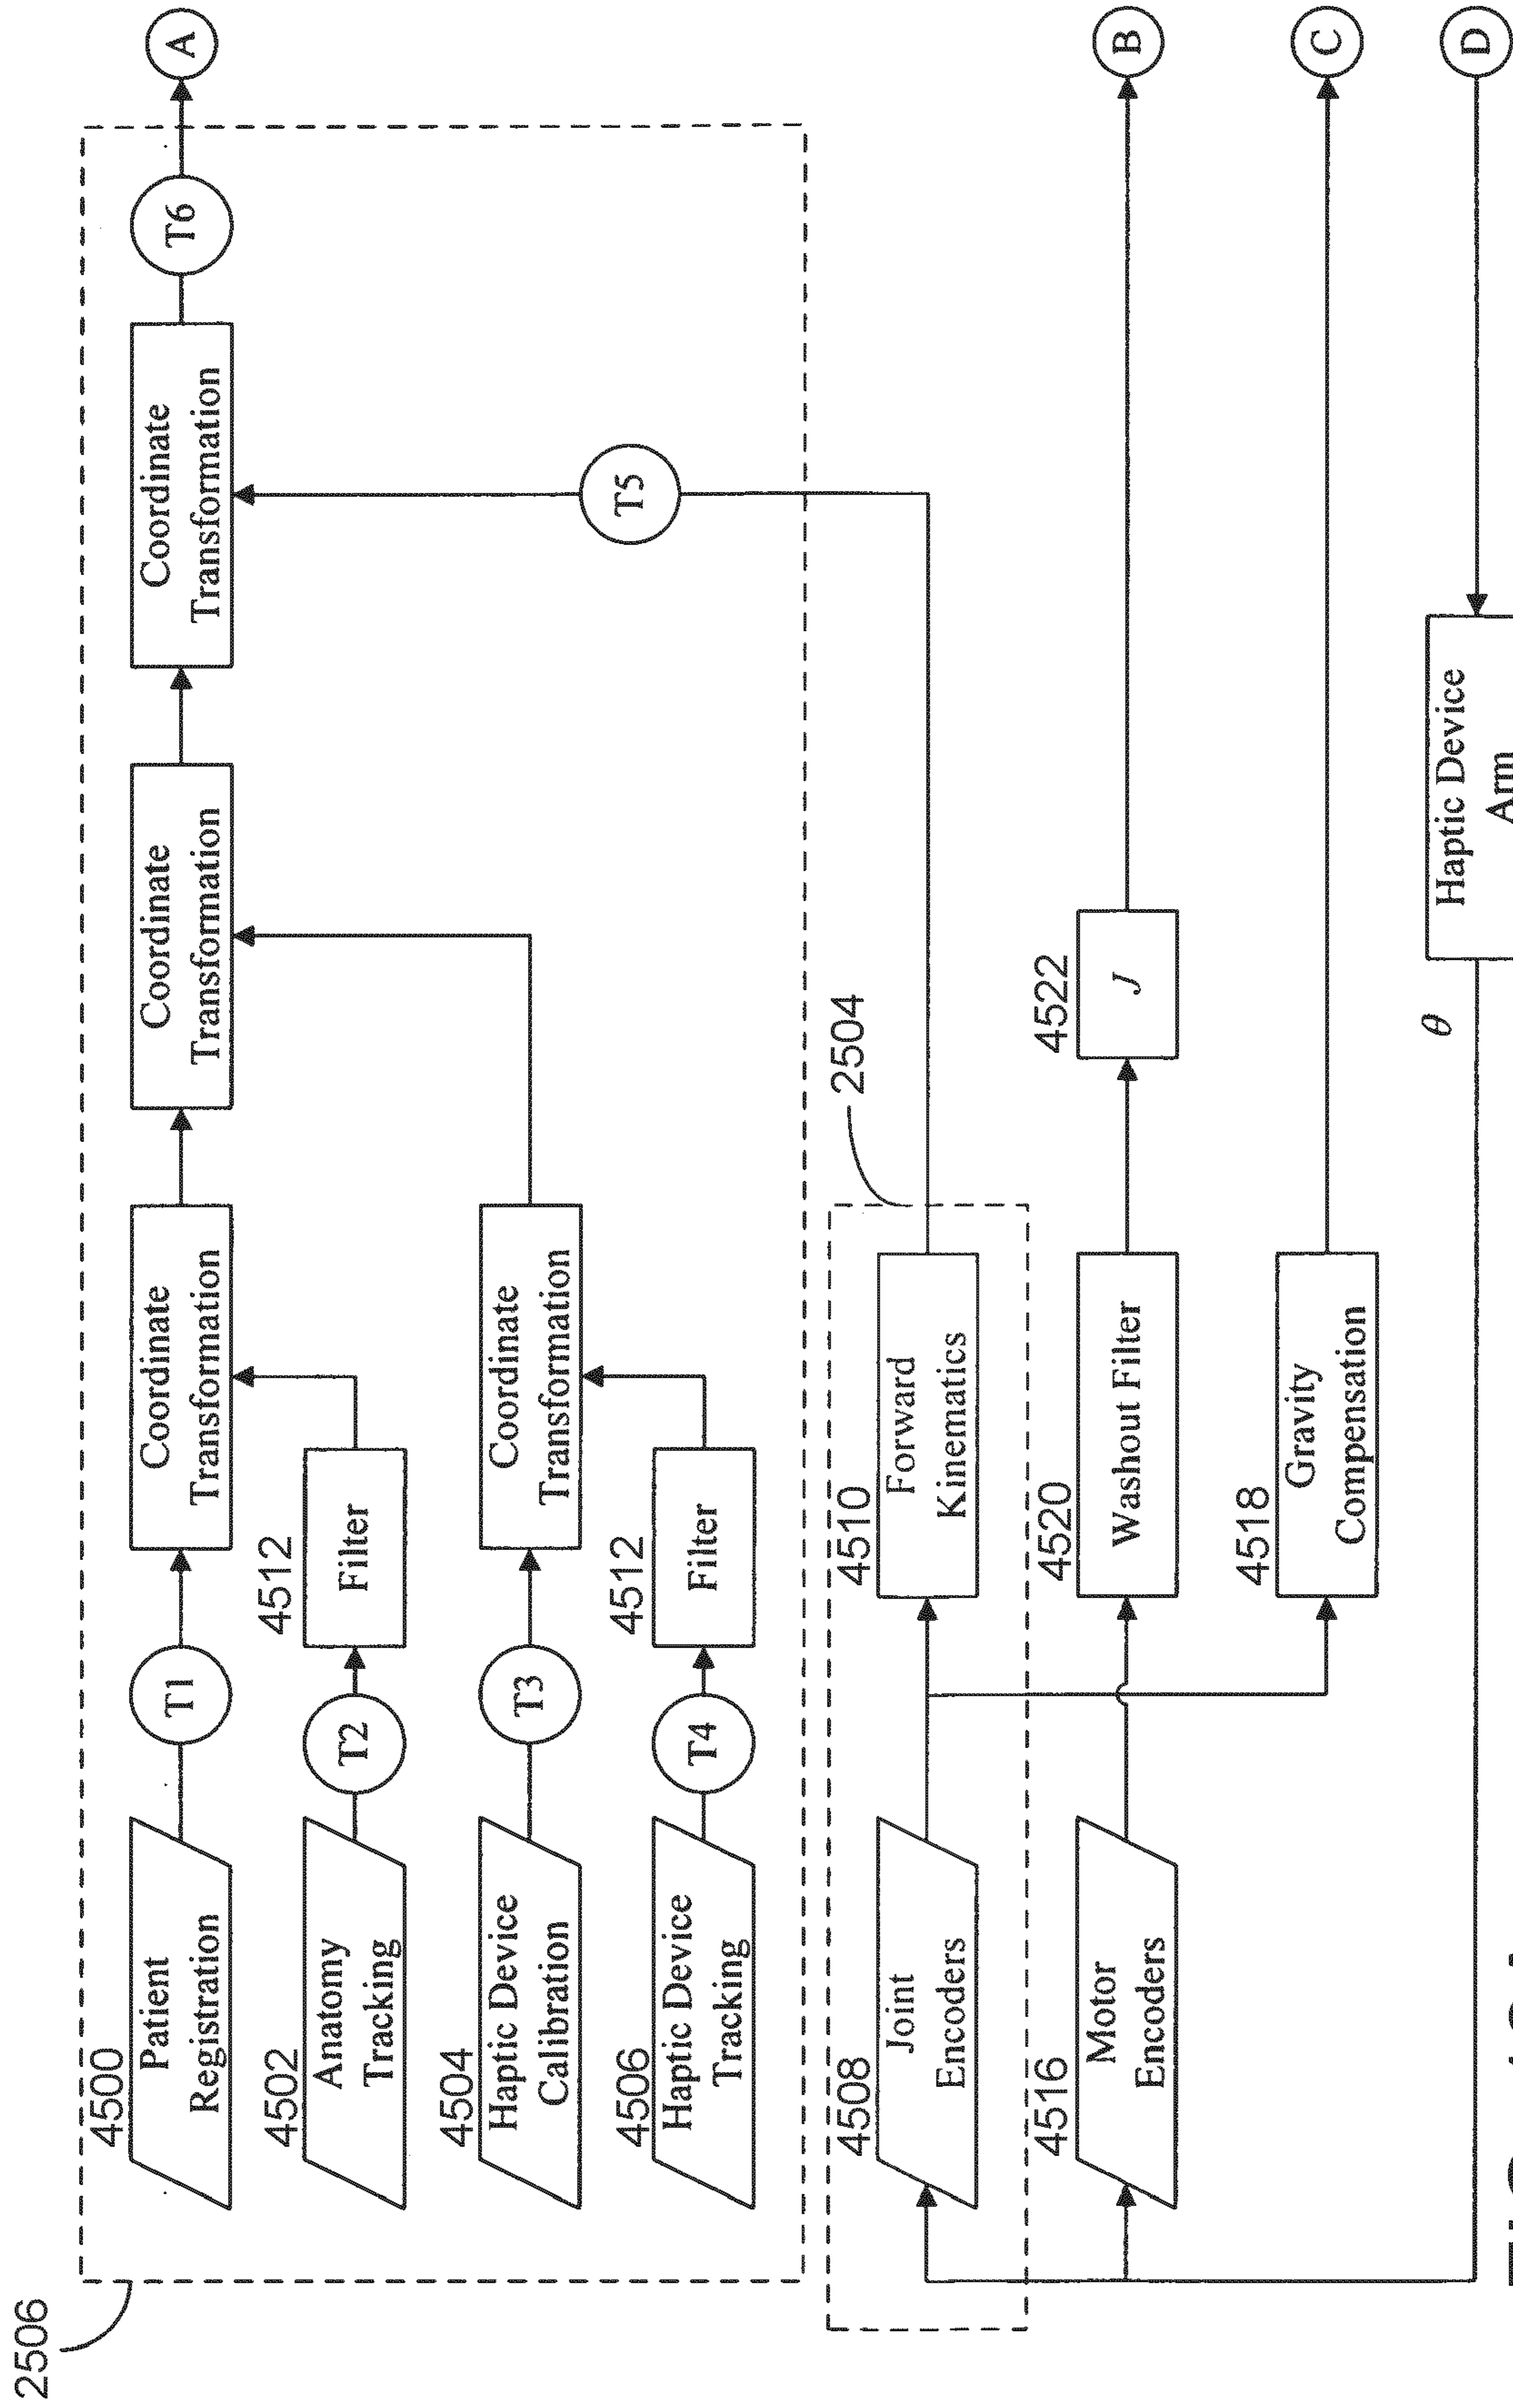 2506
4500
Patient
Registration
T1
Coordinate
Transformation
Coordinate
Transformation
Coordinate
Transformation
T6
A
4502
Anatomy
Tracking
T2
4512
Filter
4504
Haptic Device
Calibration
T3
Coordinate
Transformation
4506
Haptic Device
Tracking
T4
4512
Filter
T5
2504
4508
Joint
Encoders
4510
Forward
Kinematics
4516
Motor
Encoders
4520
Washout Filter
4522
J
B
4518
Gravity
Compensation
C
θ
Haptic Device
Arm
D